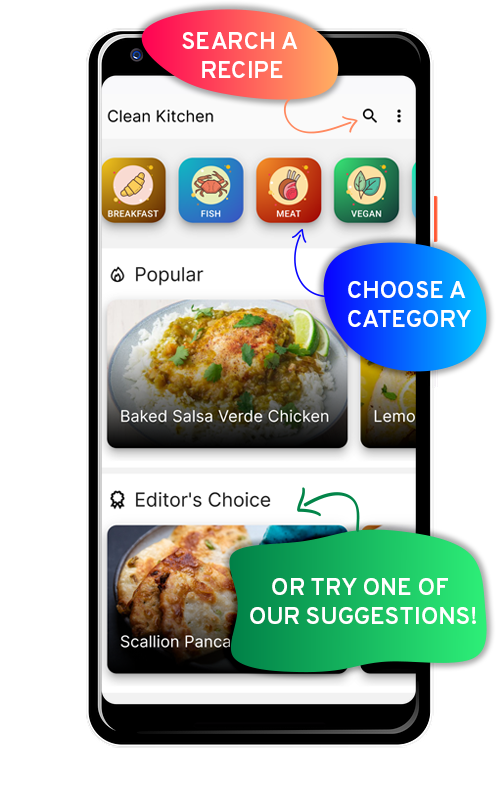 SEARCH A
RECIPE
Clean Kitchen
BREAKFAST
FISH
MEAT
VEGAN
CHOOSE A
CATEGORY
Popular
Baked Salsa Verde Chicken
Lemo
Editor's Choice
OR TRY ONE OF
OUR SUGGESTIONS!
Scallion Panca